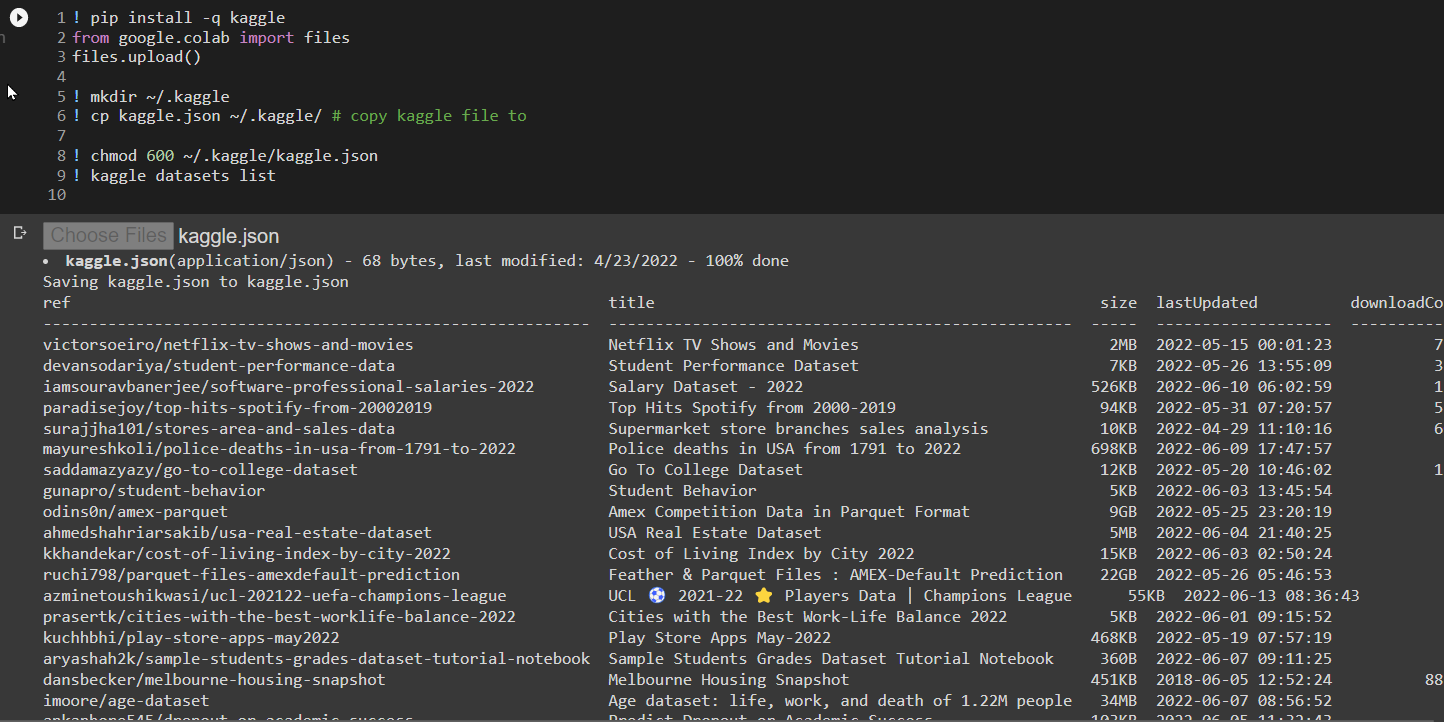 1 ! pip install -q kaggle
2 from google.colab import files
3 files.upload()
4
5 ! mkdir ~/.kaggle
6 ! cp kaggle.json ~/.kaggle/ # copy kaggle file to
7
8 ! chmod 600 ~/.kaggle/kaggle.json
9 ! kaggle datasets list
10
Choose Files kaggle.json
• kaggle.json(application/json) - 68 bytes, last modified: 4/23/2022 - 100% done
Saving kaggle.json to kaggle.json
ref title size lastUpdated downloadCo
---------------------------------------------------------- ------------------------------------------------- ----- ------------------- ----------
victorsoeiro/netflix-tv-shows-and-movies Netflix TV Shows and Movies 2MB 2022-05-15 00:01:23 7
devansodariya/student-performance-data Student Performance Dataset 7KB 2022-05-26 13:55:09 3
iamsouravbanerjee/software-professional-salaries-2022 Salary Dataset - 2022 526KB 2022-06-10 06:02:59 1
paradisejoy/top-hits-spotify-from-20002019 Top Hits Spotify from 2000-2019 94KB 2022-05-31 07:20:57 5
surajjha101/stores-area-and-sales-data Supermarket store branches sales analysis 10KB 2022-04-29 11:10:16 6
mayureshkoli/police-deaths-in-usa-from-1791-to-2022 Police deaths in USA from 1791 to 2022 698KB 2022-06-09 17:47:57
saddamazyazy/go-to-college-dataset Go To College Dataset 12KB 2022-05-20 10:46:02 1
gunapro/student-behavior Student Behavior 5KB 2022-06-03 13:45:54
odins0n/amex-parquet Amex Competition Data in Parquet Format 9GB 2022-05-25 23:20:19
ahmedshahriarsakib/usa-real-estate-dataset USA Real Estate Dataset 5MB 2022-06-04 21:40:25
kkhandekar/cost-of-living-index-by-city-2022 Cost of Living Index by City 2022 15KB 2022-06-03 02:50:24
ruchi798/parquet-files-amexdefault-prediction Feather & Parquet Files : AMEX-Default Prediction 22GB 2022-05-26 05:46:53
azminetoushikwasi/ucl-202122-uefa-champions-league UCL ⚽ 2021-22 ⭐ Players Data | Champions League 55KB 2022-06-13 08:36:43
prasertk/cities-with-the-best-worklife-balance-2022 Cities with the Best Work-Life Balance 2022 5KB 2022-06-01 09:15:52
kuchhbhi/play-store-apps-may2022 Play Store Apps May-2022 468KB 2022-05-19 07:57:19
aryashah2k/sample-students-grades-dataset-tutorial-notebook Sample Students Grades Dataset Tutorial Notebook 360B 2022-06-07 09:11:25
dansbecker/melbourne-housing-snapshot Melbourne Housing Snapshot 451KB 2018-06-05 12:52:24 88
imoore/age-dataset Age dataset: life, work, and death of 1.22M people 34MB 2022-06-07 08:56:52